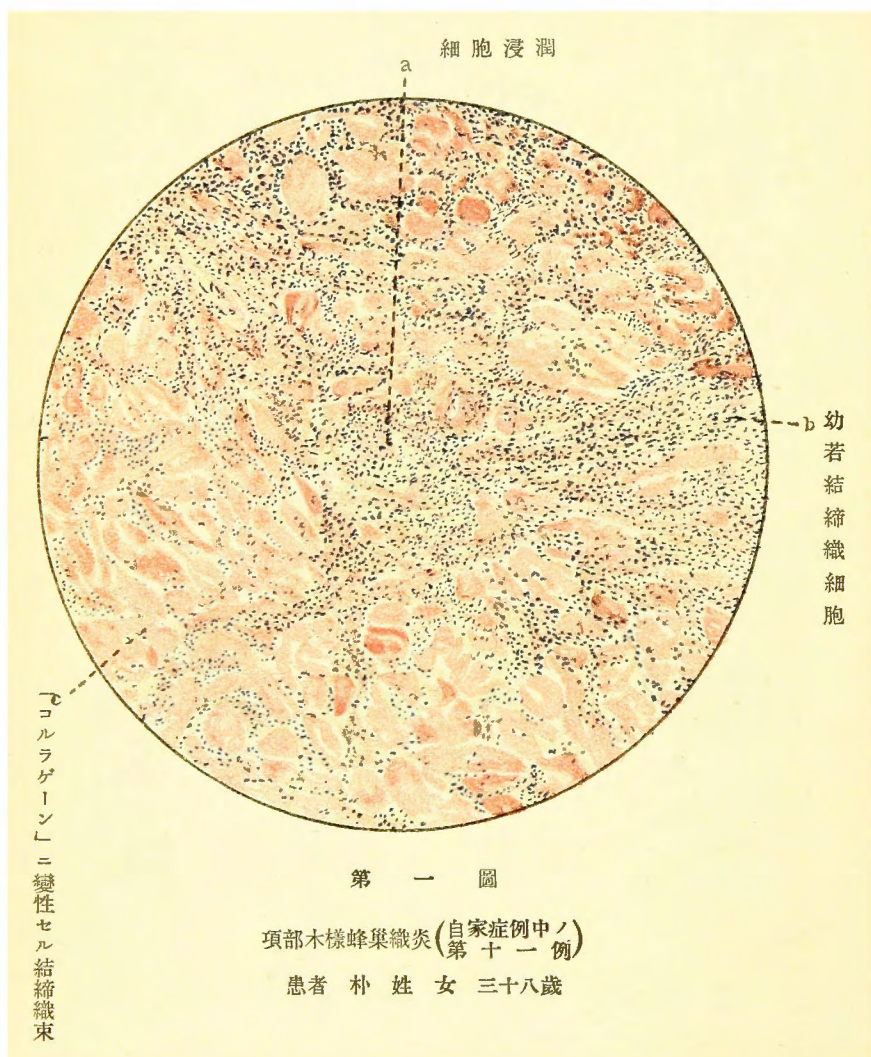 細胞浸潤
a
b
幼若結締織細胞
c
「コルラゲーン」ニ變性セル結締織束
第一圖
項部木樣蜂巢織炎(自家症例中ノ第十一例)
患者 朴姓女 三十八歲